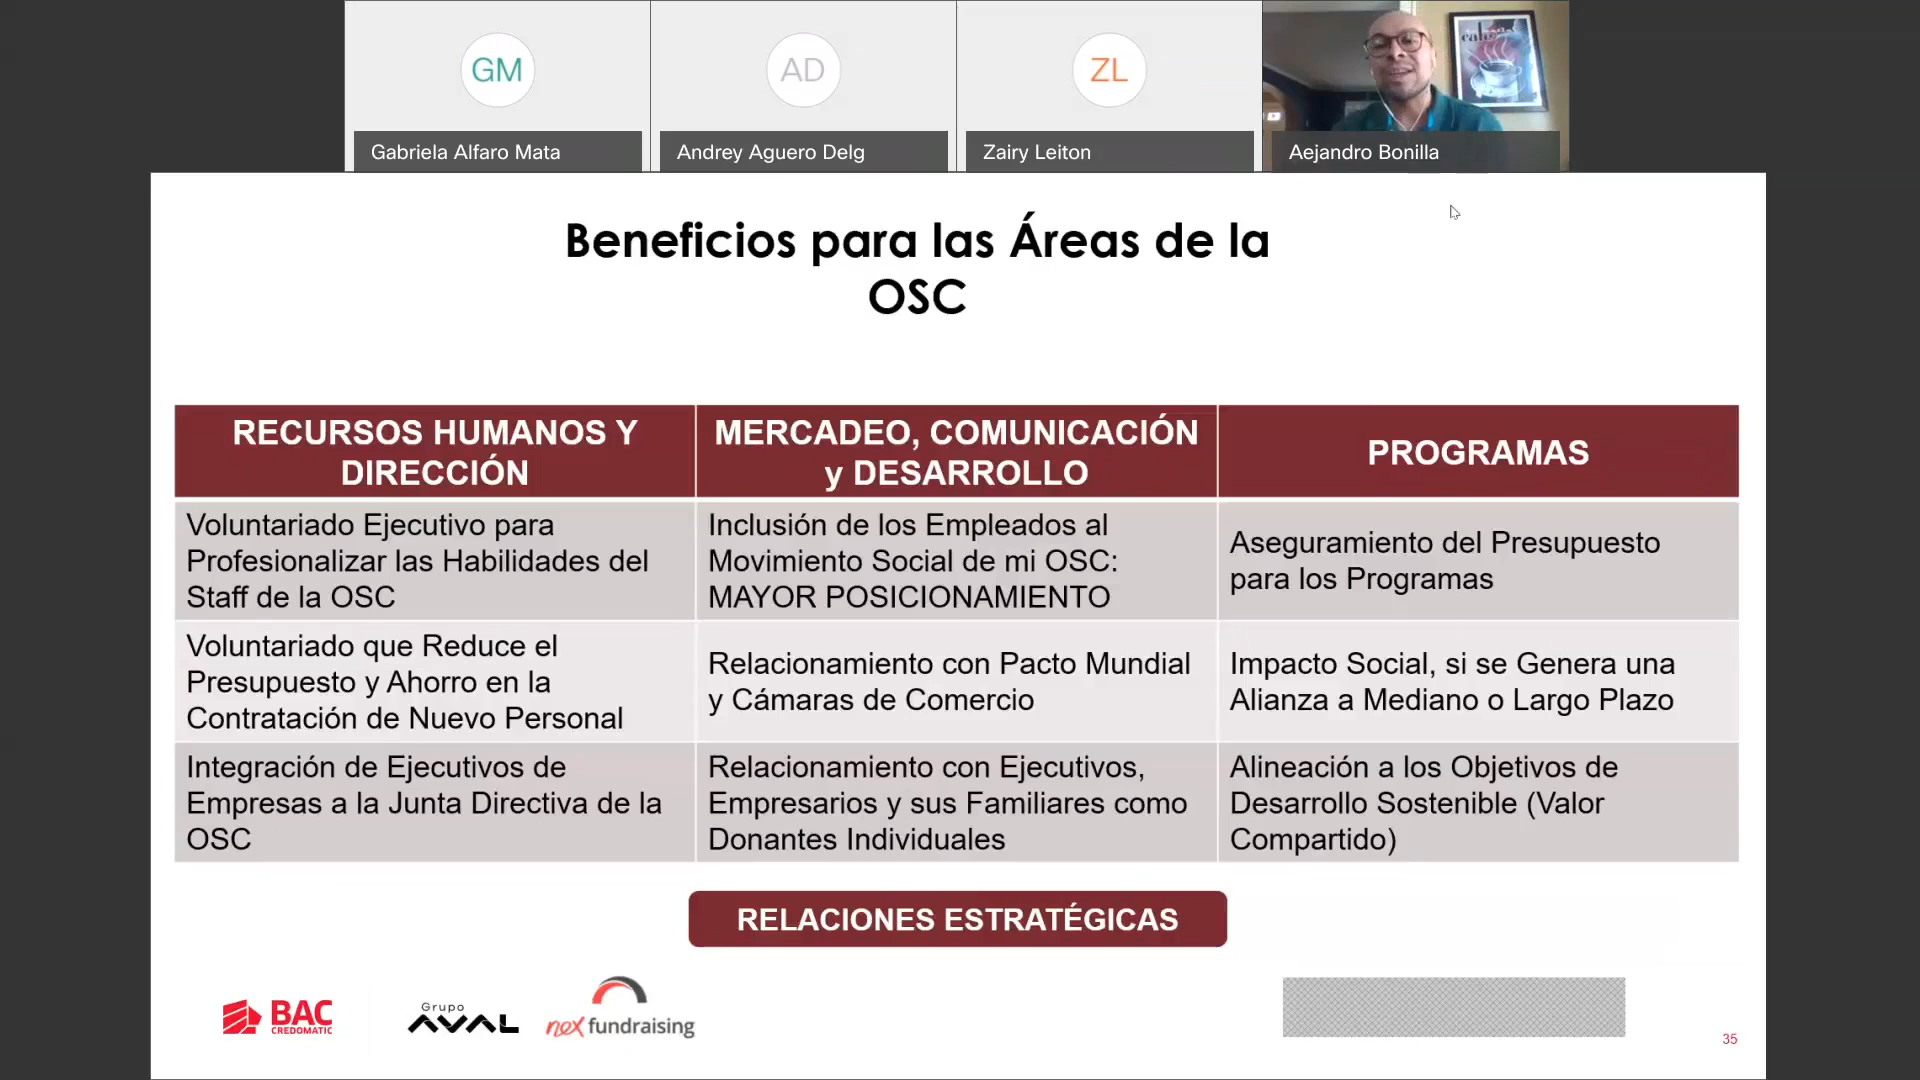 GM
AD
ZL
cafe
Gabriela Alfaro Mata
Andrey Aguero Delg
Zairy Leiton
Aejandro Bonilla
Beneficios para las Áreas de la
OSC
RECURSOS HUMANOS Y
DIRECCIÓN
MERCADEO, COMUNICACIÓN
y DESARROLLO
PROGRAMAS
Voluntariado Ejecutivo para
Profesionalizar las Habilidades del
Staff de la OSC
Inclusión de los Empleados al
Movimiento Social de mi OSC:
MAYOR POSICIONAMIENTO
Aseguramiento del Presupuesto
para los Programas
Voluntariado que Reduce el
Presupuesto y Ahorro en la
Contratación de Nuevo Personal
Relacionamiento con Pacto Mundial
y Cámaras de Comercio
Impacto Social, si se Genera una
Alianza a Mediano o Largo Plazo
Integración de Ejecutivos de
Empresas a la Junta Directiva de la
OSC
Relacionamiento con Ejecutivos,
Empresarios y sus Familiares como
Donantes Individuales
Alineación a los Objetivos de
Desarrollo Sostenible (Valor
Compartido)
RELACIONES ESTRATÉGICAS
BAC
CREDOMATIC
Grupo
AVAL
nex fundraising
35